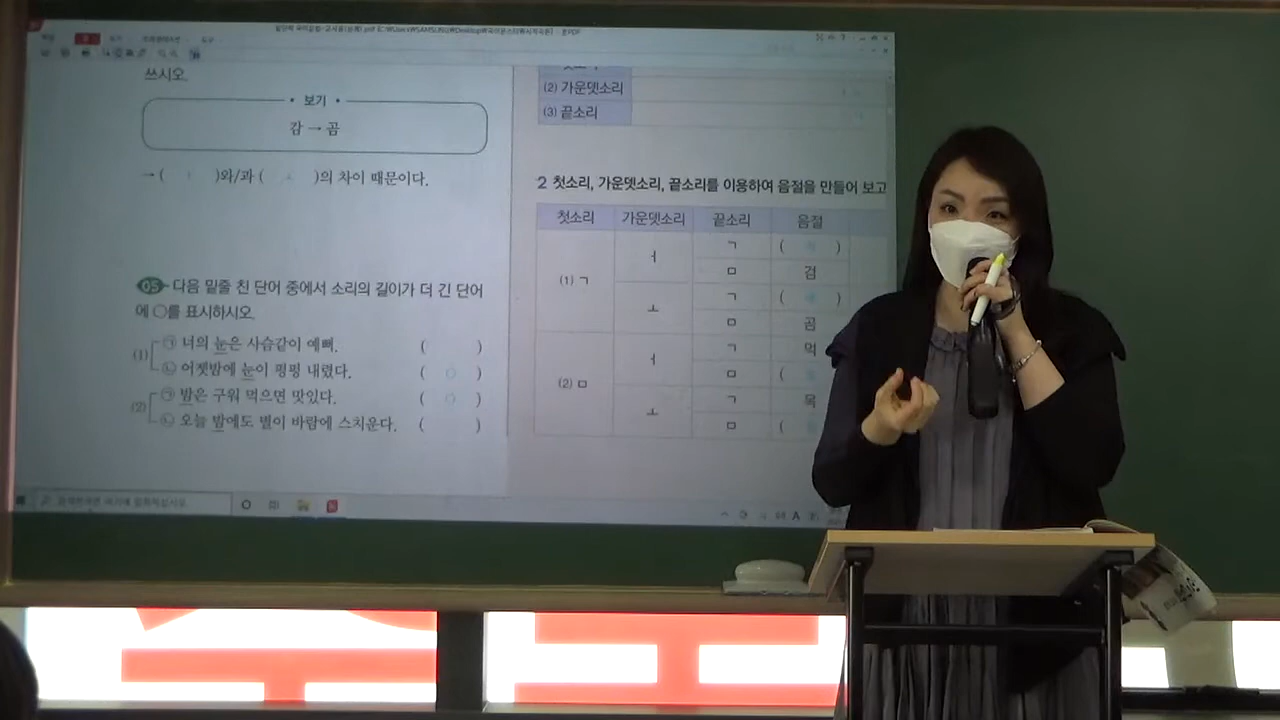 쓰시오.
• 보기 •
감 → 곰
→ ( ㅏ )와/과 ( ㅗ )의 차이 때문이다.
05 다음 밑줄 친 단어 중에서 소리의 길이가 더 긴 단어
에 ○를 표시하시오.
(1) ㉠ 너의 눈은 사슴같이 예뻐. ( )
㉡ 어젯밤에 눈이 펑펑 내렸다. ( ○ )
(2) ㉠ 밤은 구워 먹으면 맛있다. ( ○ )
㉡ 오늘 밤에도 별이 바람에 스치운다. ( )
(2) 가운뎃소리
(3) 끝소리
2 첫소리, 가운뎃소리, 끝소리를 이용하여 음절을 만들어 보고
첫소리 가운뎃소리 끝소리 음절
(1) ㄱ ㅓ ㄱ ( )
ㅁ 검
ㅗ ㄱ ( )
ㅁ 곰
(2) ㅁ ㅓ ㄱ 먹
ㅁ (
ㅗ ㄱ 목
ㅁ (
A